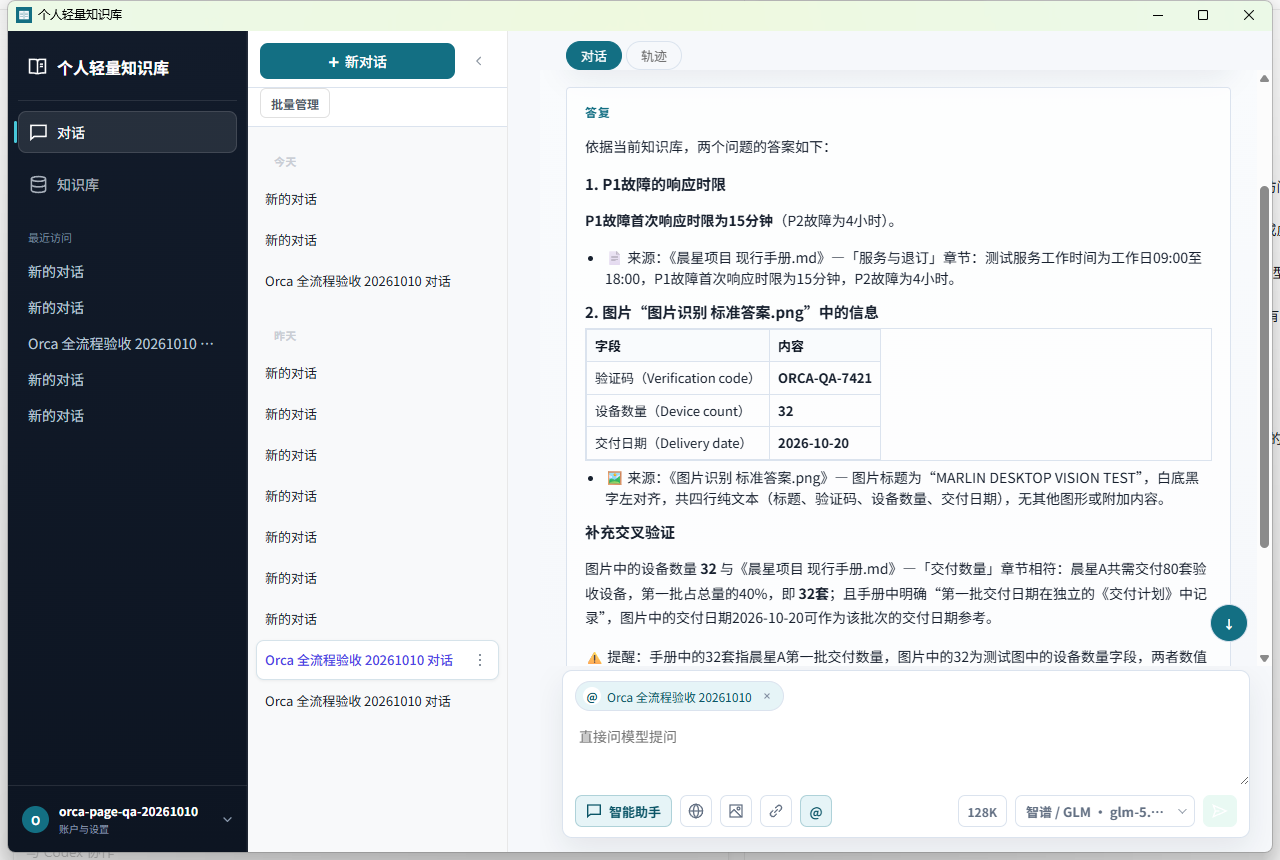 个人轻量知识库
个人轻量知识库
对话
知识库
最近访问
新的对话
新的对话
Orca 全流程验收 20261010 ···
新的对话
新的对话
orca-page-qa-20261010
账户与设置
+ 新对话
批量管理
今天
新的对话
新的对话
Orca 全流程验收 20261010 对话
昨天
新的对话
新的对话
新的对话
新的对话
新的对话
新的对话
新的对话
Orca 全流程验收 20261010 对话
Orca 全流程验收 20261010 对话
对话 轨迹
答复
依据当前知识库，两个问题的答案如下：
1. P1故障的响应时限
P1故障首次响应时限为15分钟（P2故障为4小时）。
来源：《晨星项目 现行手册.md》—「服务与退订」章节：测试服务工作时间为工作日09:00至
18:00，P1故障首次响应时限为15分钟，P2故障为4小时。
2. 图片“图片识别 标准答案.png”中的信息
字段 内容
验证码（Verification code） ORCA-QA-7421
设备数量（Device count） 32
交付日期（Delivery date） 2026-10-20
来源：《图片识别 标准答案.png》— 图片标题为“MARLIN DESKTOP VISION TEST”，白底黑
字左对齐，共四行纯文本（标题、验证码、设备数量、交付日期），无其他图形或附加内容。
补充交叉验证
图片中的设备数量 32 与《晨星项目 现行手册.md》—「交付数量」章节相符：晨星A共需交付80套验
收设备，第一批占总量的40%，即 32套；且手册中明确“第一批交付日期在独立的《交付计划》中记
录”，图片中的交付日期2026-10-20可作为该批次的交付日期参考。
提醒：手册中的32套指晨星A第一批交付数量，图片中的32为测试图中的设备数量字段，两者数值
@ Orca 全流程验收 20261010 ×
直接问模型提问
智能助手
@
128K
智谱 / GLM • glm-5.···